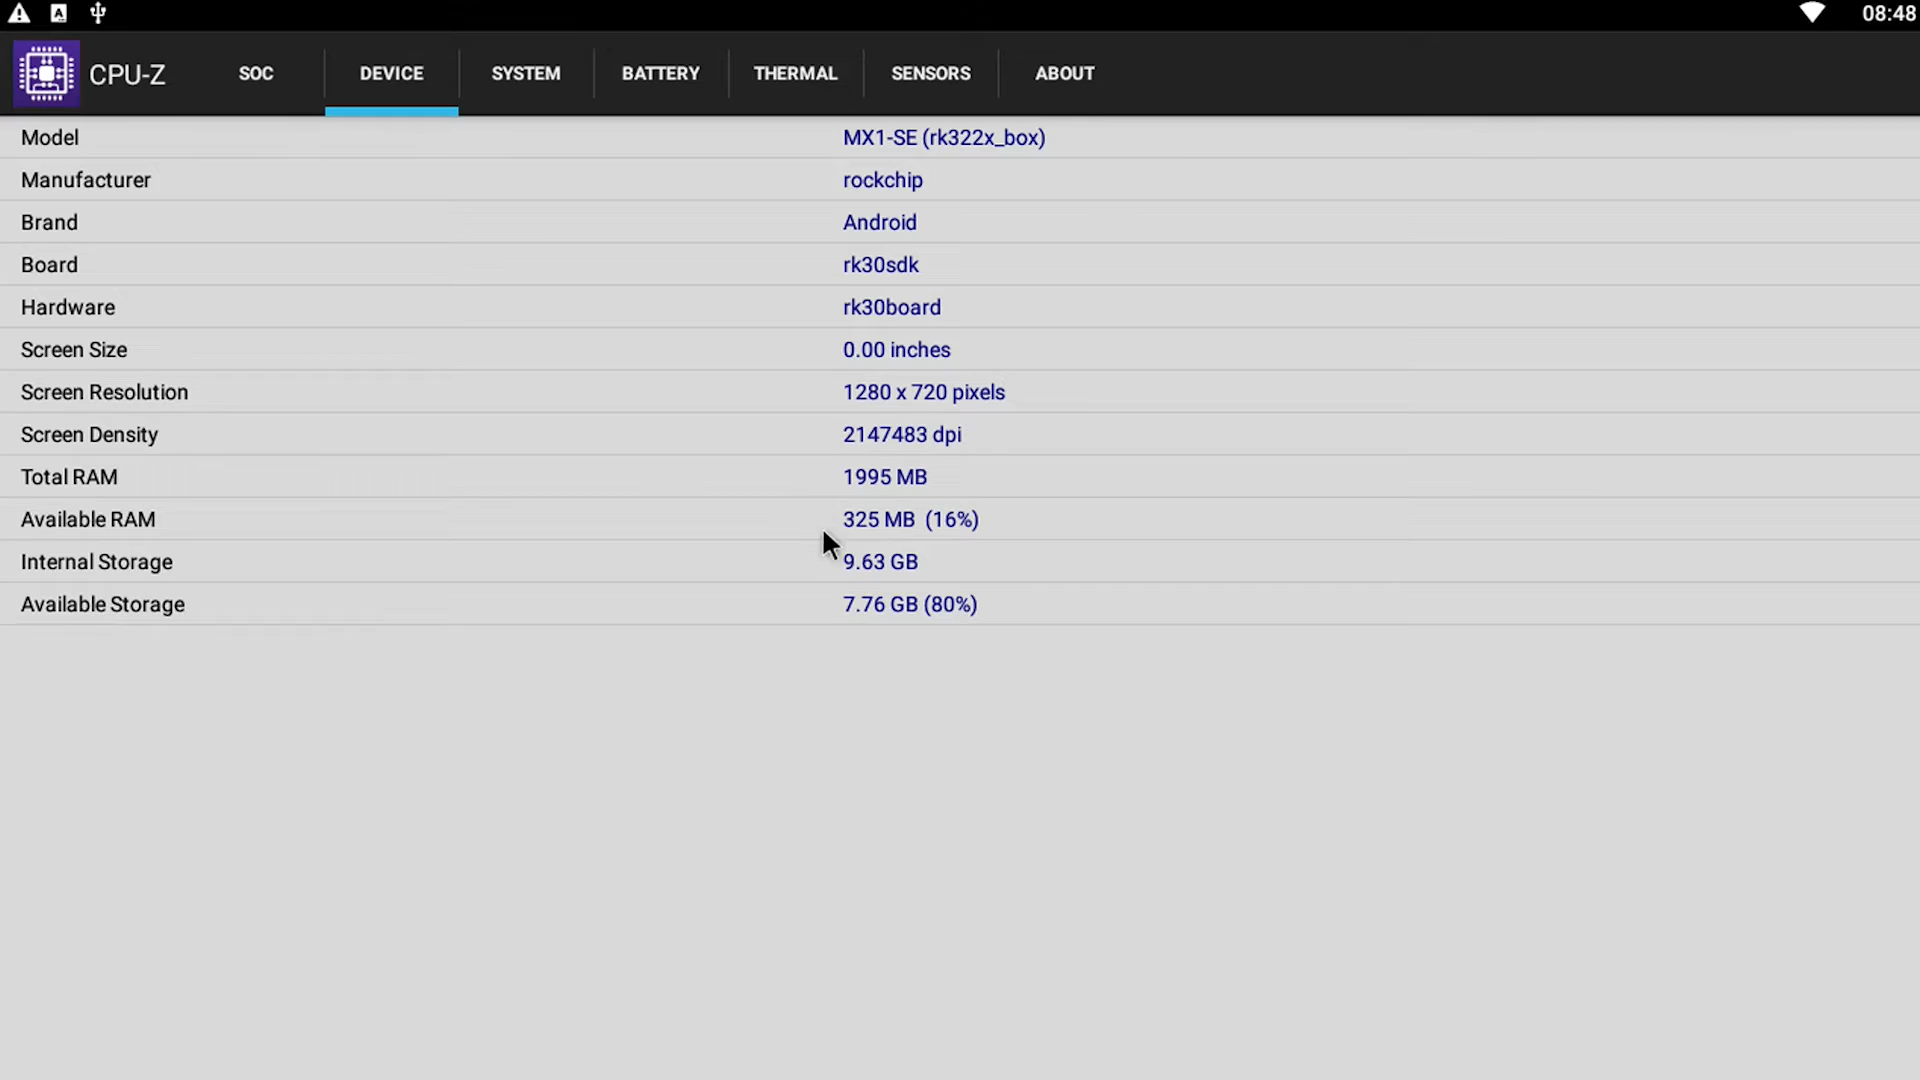 08:48
CPU-Z SOC DEVICE SYSTEM BATTERY THERMAL SENSORS ABOUT
Model MX1-SE (rk322x_box)
Manufacturer rockchip
Brand Android
Board rk30sdk
Hardware rk30board
Screen Size 0.00 inches
Screen Resolution 1280 x 720 pixels
Screen Density 2147483 dpi
Total RAM 1995 MB
Available RAM 325 MB (16%)
Internal Storage 9.63 GB
Available Storage 7.76 GB (80%)